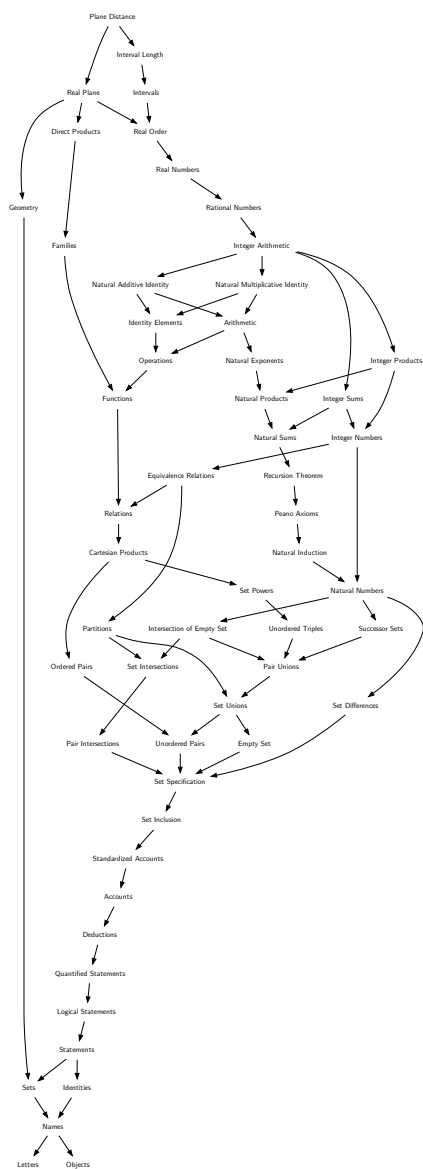 Plane Distance
Interval Length
Real Plane Intervals
Direct Products Real Order
Real Numbers
Geometry Rational Numbers
Families Integer Arithmetic
Natural Additive Identity Natural Multiplicative Identity
Identity Elements Arithmetic
Operations Natural Exponents Integer Products
Functions Natural Products Integer Sums
Natural Sums Integer Numbers
Equivalence Relations Recursion Theorem
Relations Peano Axioms
Cartesian Products Natural Induction
Set Powers Natural Numbers
Partitions Intersection of Empty Set Unordered Triples Successor Sets
Ordered Pairs Set Intersections Pair Unions
Set Unions Set Differences
Pair Intersections Unordered Pairs Empty Set
Set Specification
Set Inclusion
Standardized Accounts
Accounts
Deductions
Quantified Statements
Logical Statements
Statements
Sets Identities
Names
Letters Objects